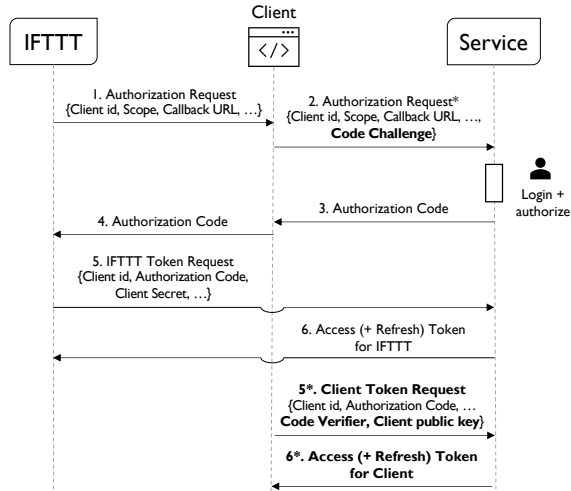 Client
IFTTT
</>
Service
1. Authorization Request
{Client id, Scope, Callback URL, …}
2. Authorization Request*
{Client id, Scope, Callback URL, …,
Code Challenge}
Login +
authorize
3. Authorization Code
4. Authorization Code
5. IFTTT Token Request
{Client id, Authorization Code,
Client Secret, …}
6. Access (+ Refresh) Token
for IFTTT
5*. Client Token Request
{Client id, Authorization Code, …
Code Verifier, Client public key}
6*. Access (+ Refresh) Token
for Client